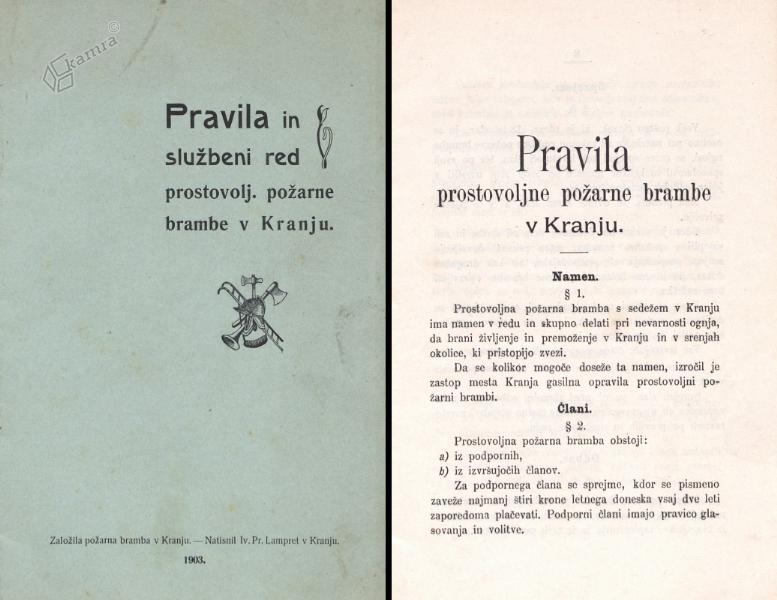 kamra
Pravila in
službeni red
prostovolj. požarne
brambe v Kranju.
Založila požarna bramba v Kranju. — Natisnil Iv. Pr. Lampret v Kranju.
1903.
Pravila
prostovoljne požarne brambe
v Kranju.
Namen.
§ 1.
Prostovoljna požarna bramba s sedežem v Kranju
ima namen v redu in skupno delati pri nevarnosti ognja,
da brani življenje in premoženje v Kranju in v srenjah
okolice, ki pristopijo zvezi.
Da se kolikor mogoče doseže ta namen, izročil je
zastop mesta Kranja gasilna opravila prostovoljni po-
žarni brambi.
Člani.
§ 2.
Prostovoljna požarna bramba obstoji:
a) iz podpornih,
b) iz izvršujočih članov.
Za podpornega člana se sprejme, kdor se pismeno
zaveže najmanj štiri krone letnega doneska vsaj dve leti
zaporedoma plačevati. Podporni člani imajo pravico gla-
sovanja in volitve.